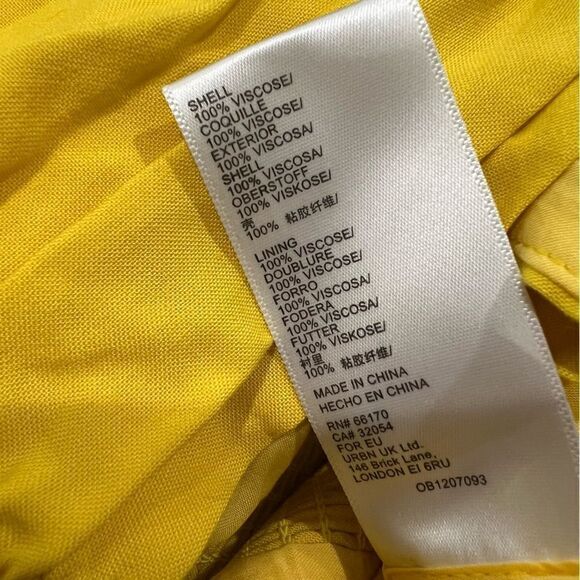 SHELL
100% VISCOSE/
COQUILLE
100% VISCOSE/
EXTERIOR
100% VISCOSA/
SHELL
100% VISCOSA/
OBERSTOFF
100% VISKOSE/
壳
100% 粘胶纤维/
LINING
100% VISCOSE/
DOUBLURE
100% VISCOSE/
FORRO
100% VISCOSA/
FODERA
100% VISCOSA/
FUTTER
100% VISKOSE/
衬里
100% 粘胶纤维/
MADE IN CHINA
HECHO EN CHINA
RN# 66170
CA# 32054
FOR EU
URBN UK Ltd.
146 Brick Lane,
LONDON EI 6RU
OB1207093